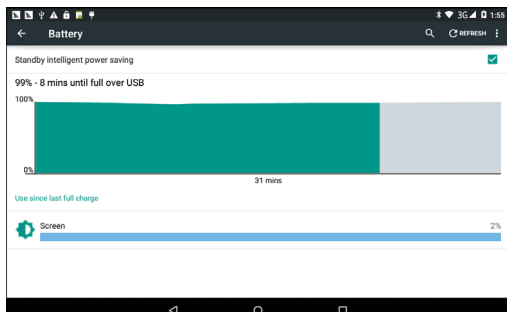 3G 1:55
Battery
REFRESH
Standby intelligent power saving
99% - 8 mins until full over USB
100%
0%
31 mins
Use since last full charge
Screen 2%